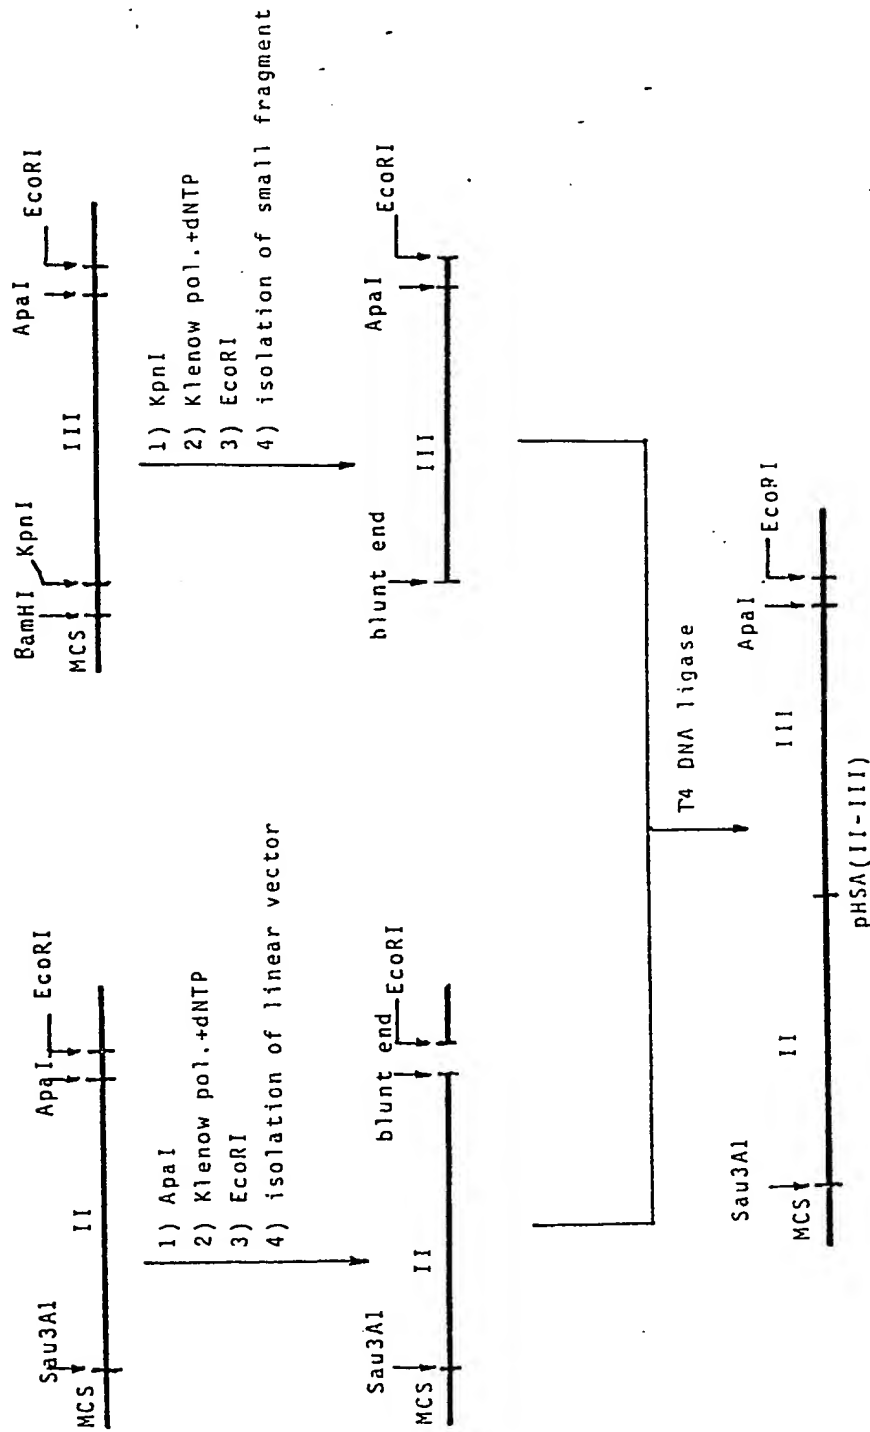 Sau3A1
ApaI
EcoRI
MCS
II
1) ApaI
2) Klenow pol.+dNTP
3) EcoRI
4) isolation of linear vector
Sau3A1
blunt end
EcoRI
MCS
II
BamHI
KpnI
ApaI
EcoRI
MCS
III
1) KpnI
2) Klenow pol.+dNTP
3) EcoRI
4) isolation of small fragment
blunt end
ApaI
EcoRI
III
T4 DNA ligase
Sau3A1
ApaI
EcoRI
MCS
II
III
pHSA(II-III)